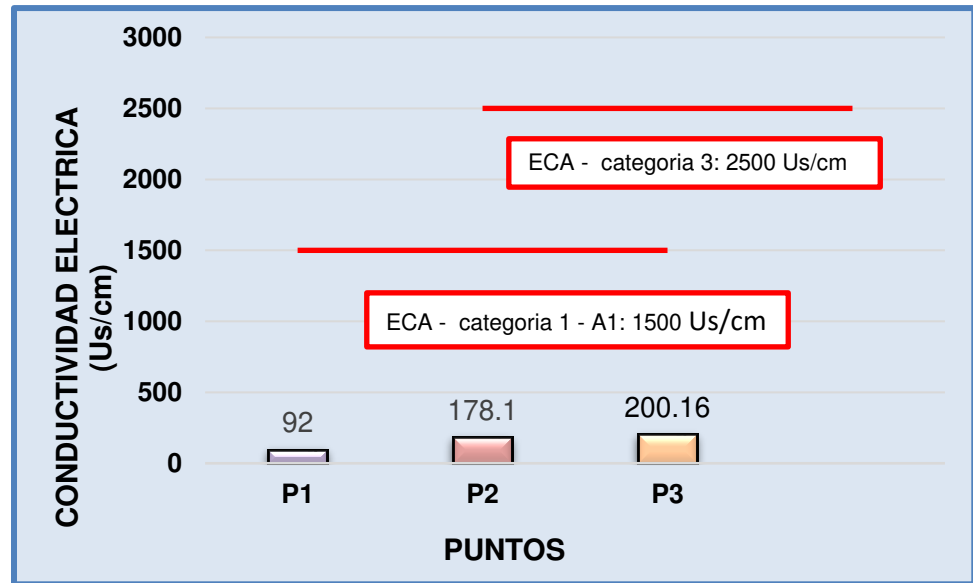 CONDUCTIVIDAD ELECTRICA
(Us/cm)
3000
2500
2000
1500
1000
500
0
ECA - categoria 3: 2500 Us/cm
ECA - categoria 1 - A1: 1500 Us/cm
92
178.1
200.16
P1
P2
P3
PUNTOS